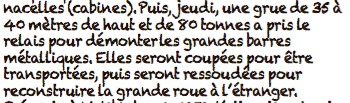 nacelles (cabines). Puis, jeudi, une grue de 35 à
40 mètres de haut et de 80 tonnes a pris le
relais pour démonter les grandes barres
métalliques. Elles seront coupées pour être
transportées, puis seront ressoudées pour
reconstruire la grande roue à l'étranger.